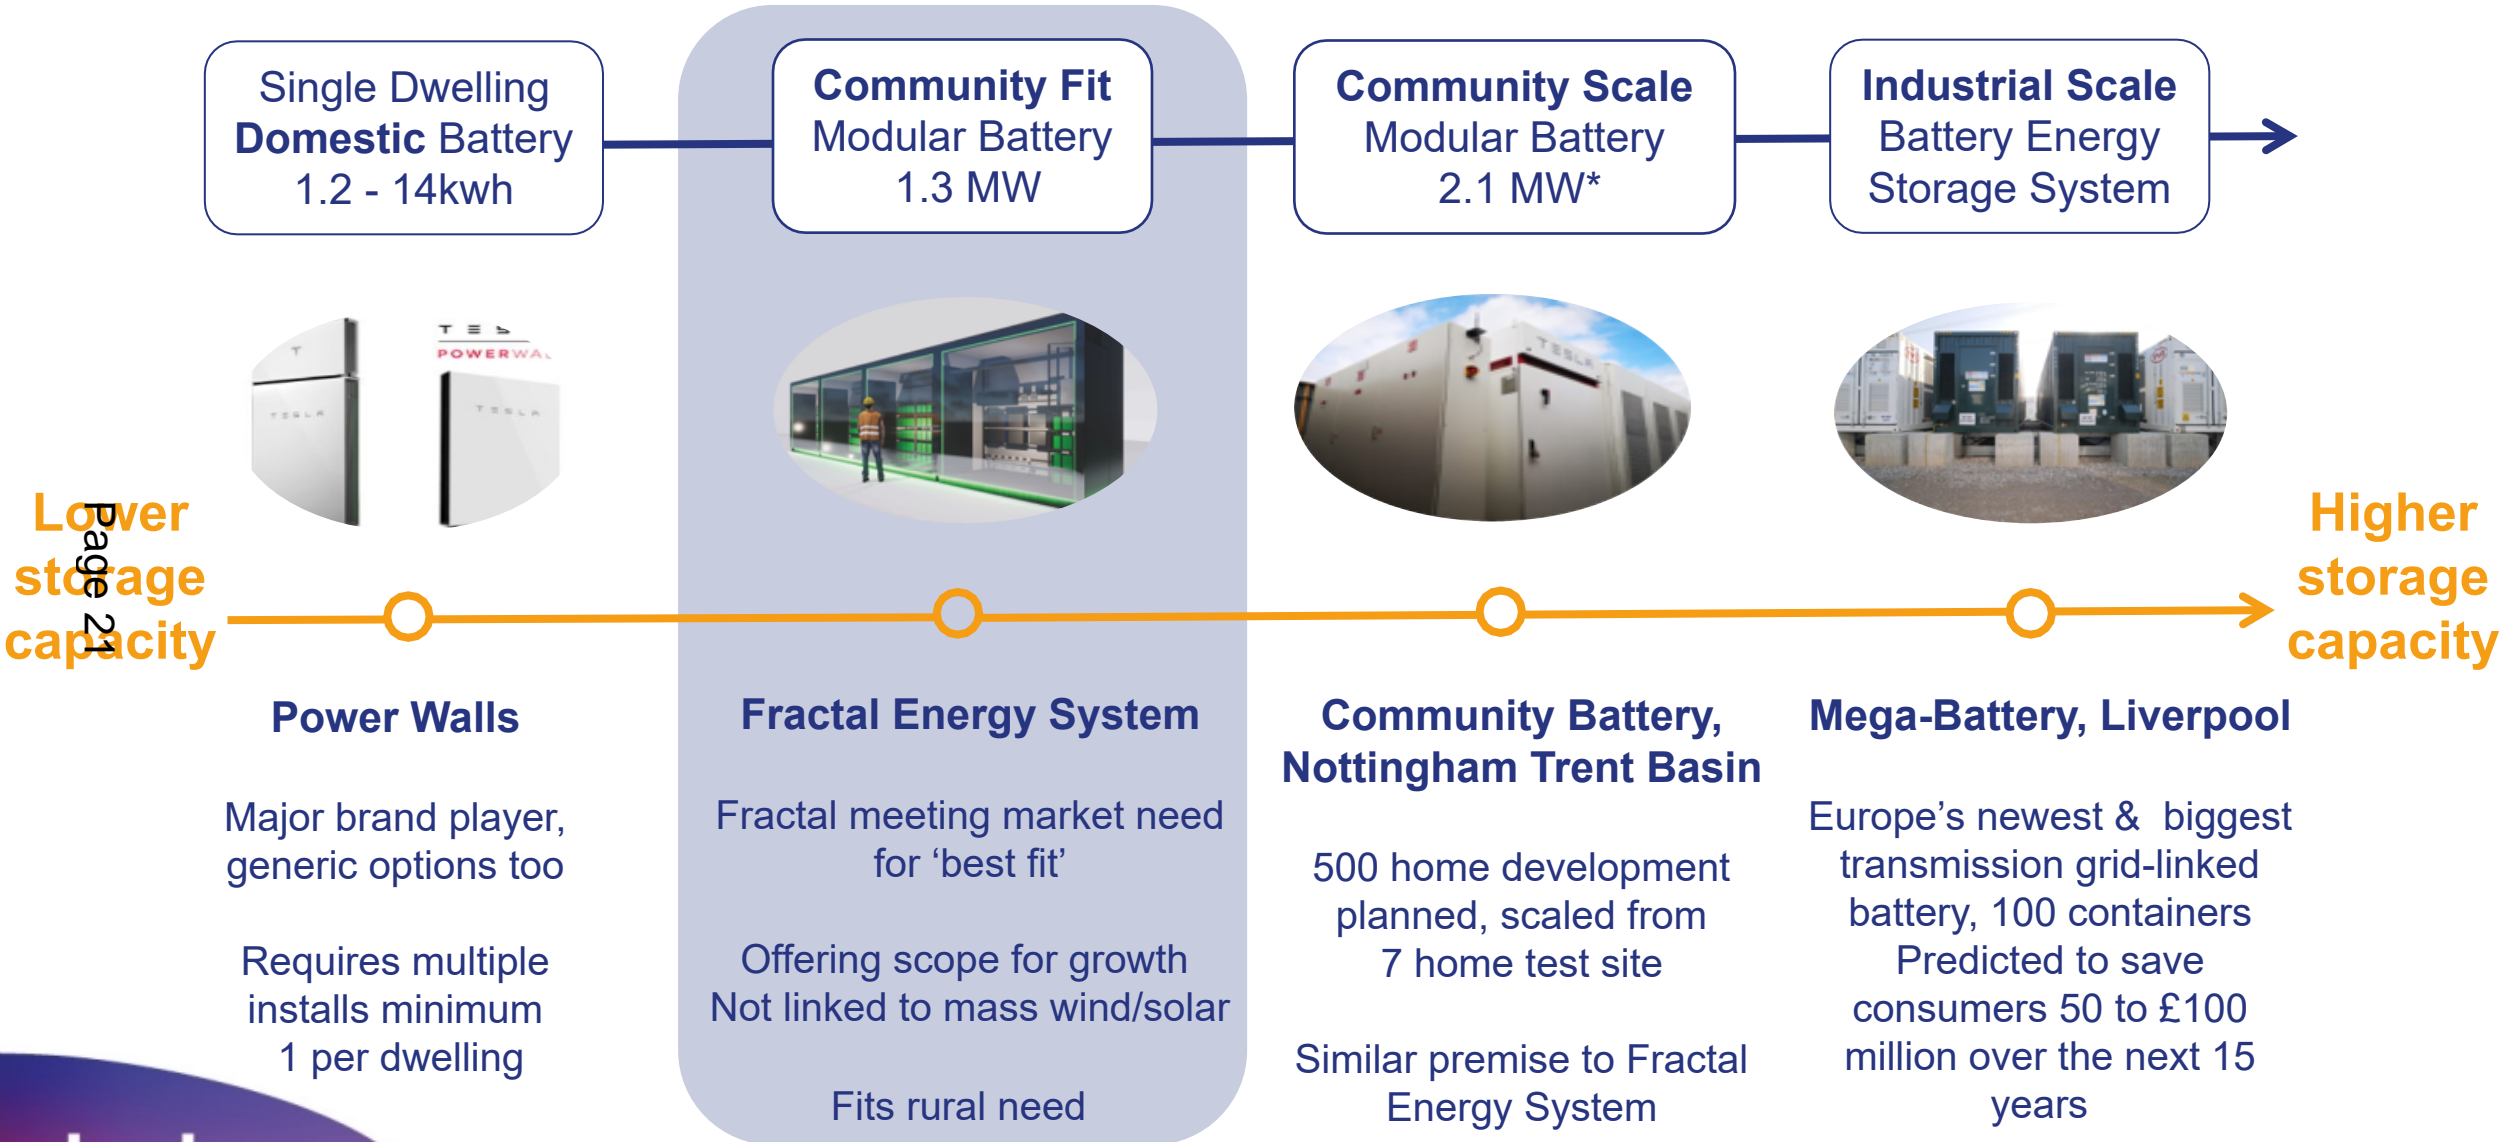 Single Dwelling
Domestic Battery
1.2 - 14kwh
Community Fit
Modular Battery
1.3 MW
Community Scale
Modular Battery
2.1 MW*
Industrial Scale
Battery Energy
Storage System
TESLA
TES
POWERWAL
TESLA
TESLA
Lower
storage
capacity
Page 21
Higher
storage
capacity
Power Walls
Major brand player,
generic options too
Requires multiple
installs minimum
1 per dwelling
Fractal Energy System
Fractal meeting market need
for ‘best fit’
Offering scope for growth
Not linked to mass wind/solar
Fits rural need
Community Battery,
Nottingham Trent Basin
500 home development
planned, scaled from
7 home test site
Similar premise to Fractal
Energy System
Mega-Battery, Liverpool
Europe’s newest &  biggest
transmission grid-linked
battery, 100 containers
Predicted to save
consumers 50 to £100
million over the next 15
years